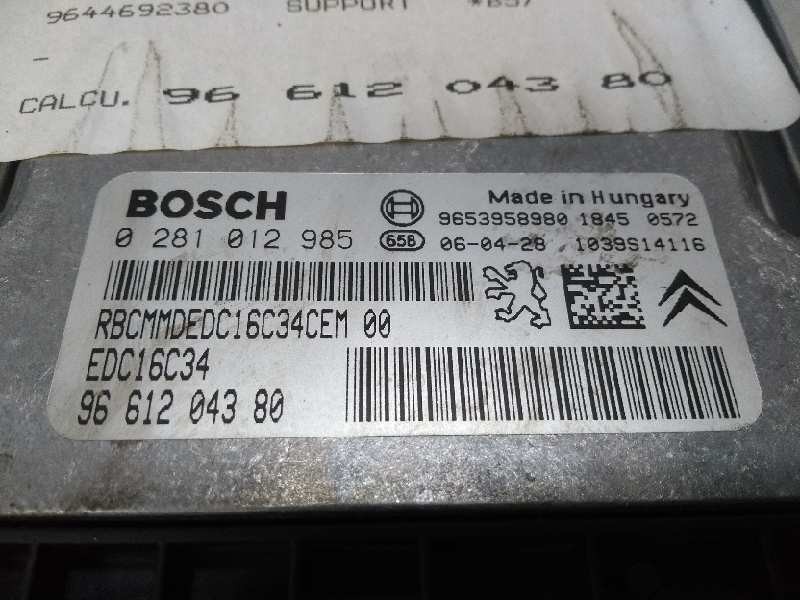 9644692380 SUPPORT *B57
-
CALCU. 96 612 043 80
BOSCH
Made in Hungary
9653958980 1845 0572
0 281 012 985
658 06-04-28 1039S14116
RBCMMDEDC16C34CEM 00
EDC16C34
96 612 043 80